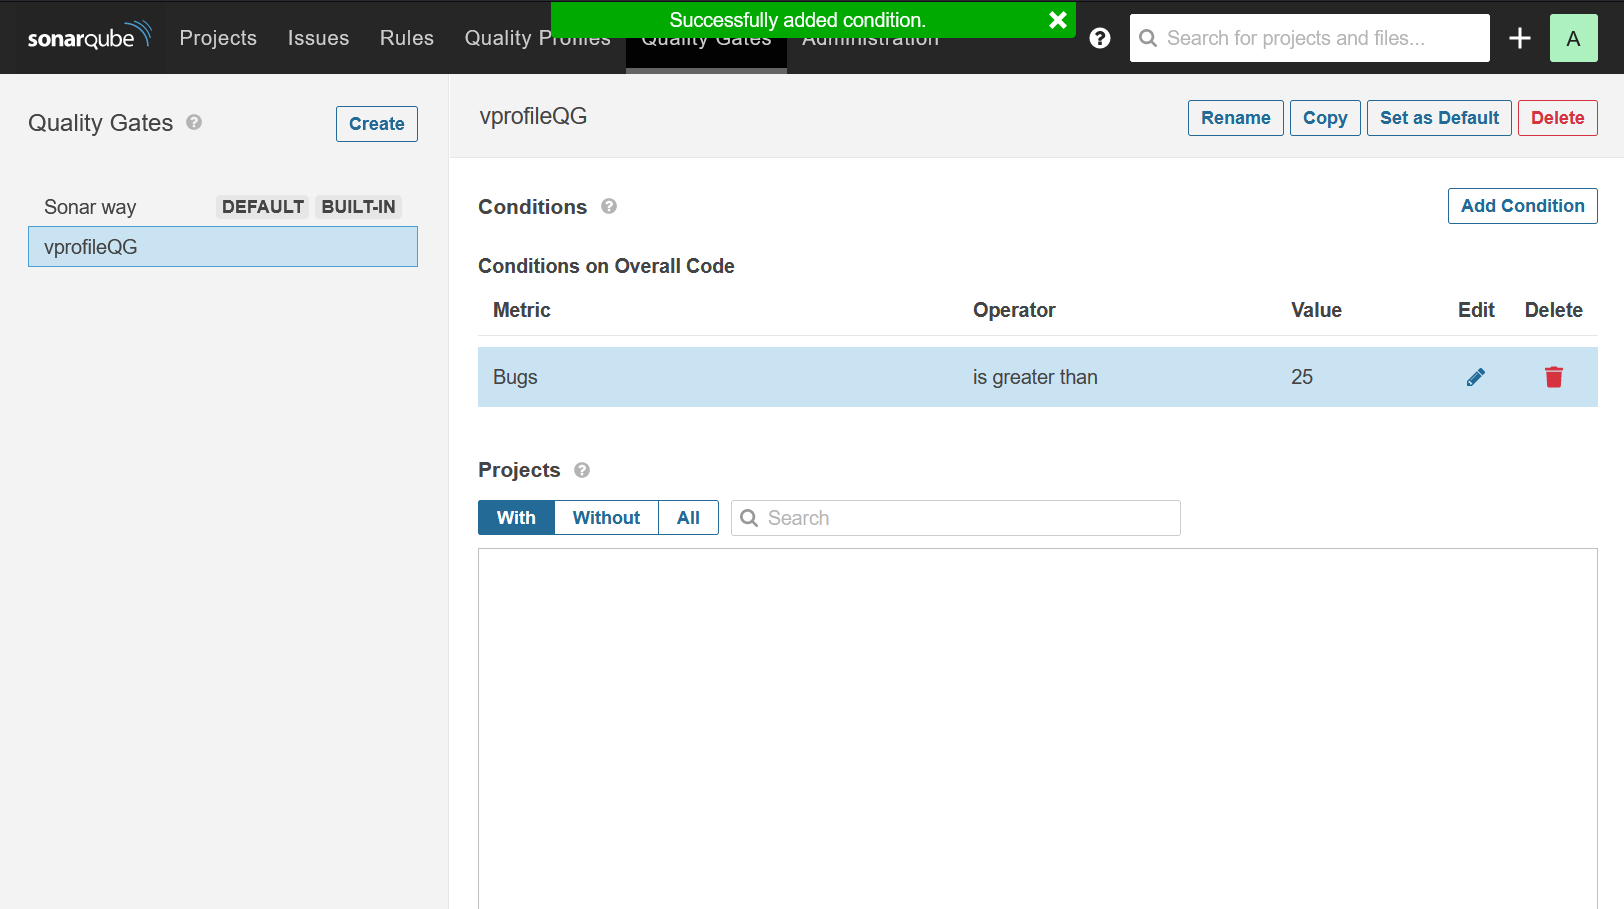 Successfully added condition.
sonarqube Projects Issues Rules Quality Profiles Quality Gates Administration Search for projects and files... A
Quality Gates Create
Sonar way DEFAULT BUILT-IN
vprofileQG
vprofileQG Rename Copy Set as Default Delete
Conditions Add Condition
Conditions on Overall Code
Metric Operator Value Edit Delete
Bugs is greater than 25
Projects
With Without All Search